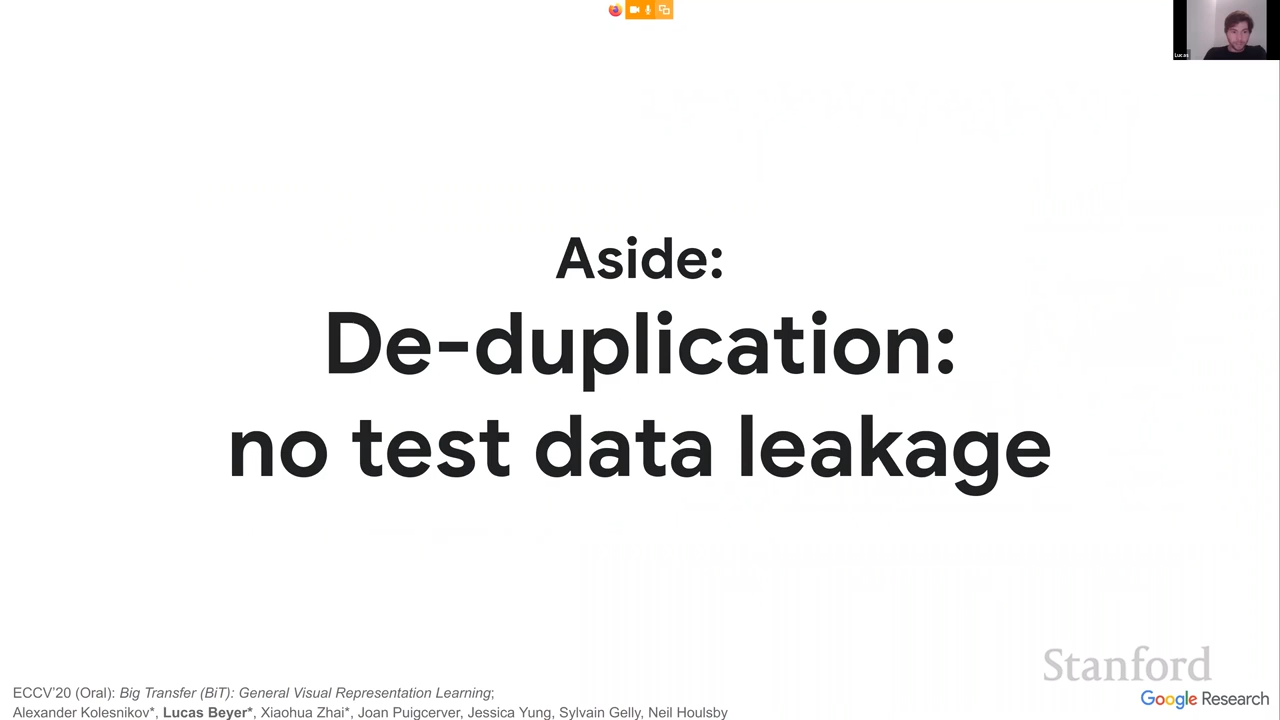 Lucas
Aside:
De-duplication:
no test data leakage
Stanford
Google Research
ECCV'20 (Oral): Big Transfer (BiT): General Visual Representation Learning;
Alexander Kolesnikov*, Lucas Beyer*, Xiaohua Zhai*, Joan Puigcerver, Jessica Yung, Sylvain Gelly, Neil Houlsby